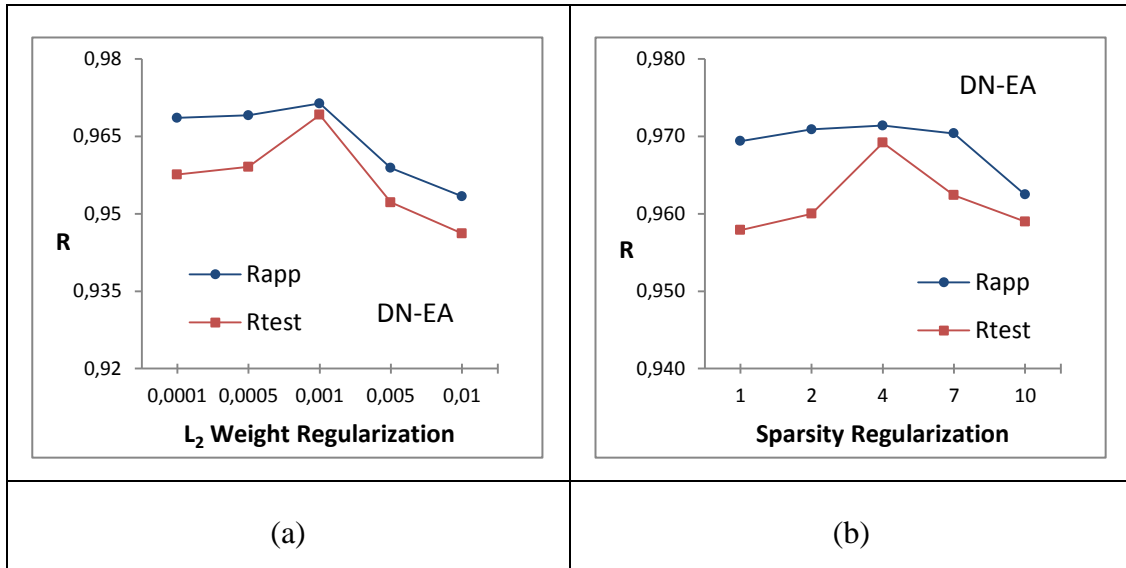 0,98
0,965
0,95
0,935
0,92
R
Rapp
Rtest
DN-EA
0,0001 0,0005 0,001 0,005 0,01
L₂ Weight Regularization
0,980
0,970
0,960
0,950
0,940
R
DN-EA
Rapp
Rtest
1 2 4 7 10
Sparsity Regularization
(a)
(b)